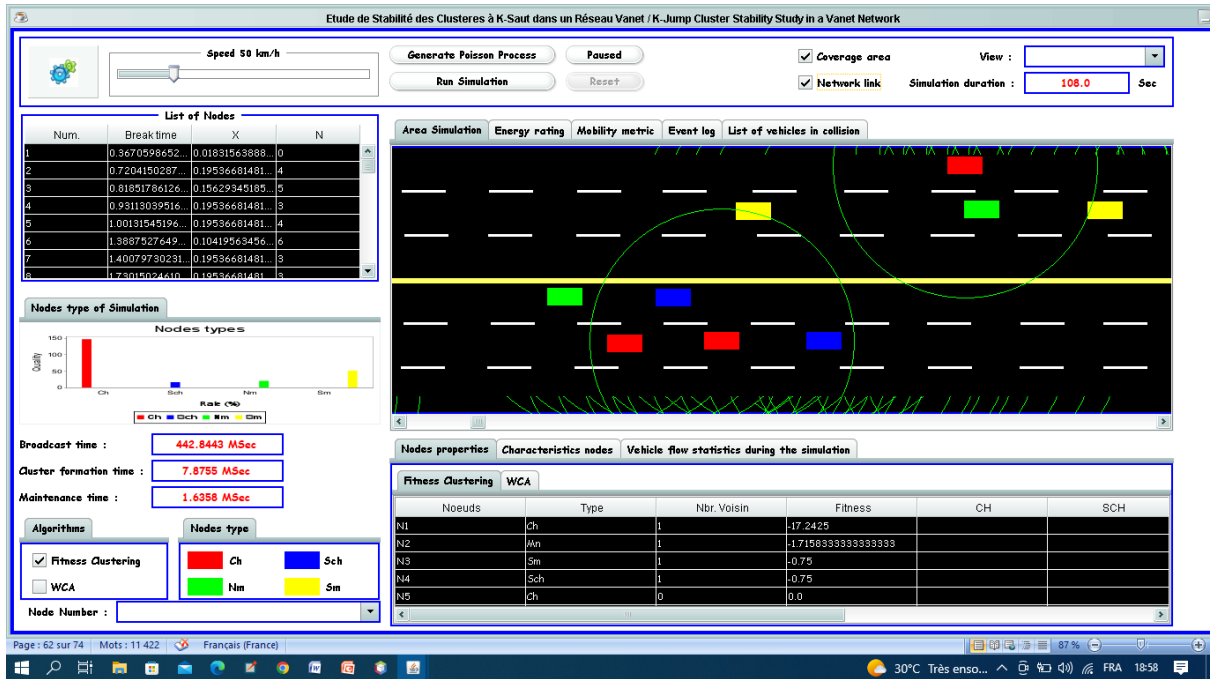 Etude de Stabilité des Clusteres à K-Saut dans un Réseau Vanet / K-Jump Cluster Stability Study in a Vanet Network
Speed 50 km/h
Generate Poisson Process Paused
Run Simulation Reset
Coverage area View :
Network link Simulation duration : 108.0 Sec
List of Nodes
Num. Break time X N
1 0.3670598652... 0.01831563888... 0
2 0.7204150287... 0.19536681481... 4
3 0.81851786126... 0.15629345185... 5
4 0.93113039516... 0.19536681481... 3
5 1.00131545196... 0.19536681481... 4
6 1.3887527649... 0.10419563456... 6
7 1.40079730231... 0.19536681481... 3
8 1.73015024610... 0.19536681481... 3
Area Simulation Energy rating Mobility metric Event log List of vehicles in collision
Nodes type of Simulation
Nodes types
Quality
150
100
50
0
Ch Sch Nm Sm
Rate (%)
Ch Sch Nm Sm
Broadcast time : 442.8443 MSec
Cluster formation time : 7.8755 MSec
Maintenance time : 1.6358 MSec
Algorithms Nodes type
Fitness Clustering Ch Sch
WCA Nm Sm
Node Number :
Nodes properties Characteristics nodes Vehicle flow statistics during the simulation
Fitness Clustering WCA
Noeuds Type Nbr. Voisin Fitness CH SCH
N1 Ch 1 -17.2425
N2 Mn 1 -1.7158333333333333
N3 Sm 1 -0.75
N4 Sch 1 -0.75
N5 Ch 0 0.0
Page : 62 sur 74 Mots : 11 422 Français (France) 87 %
30°C Très enso... FRA 18:58